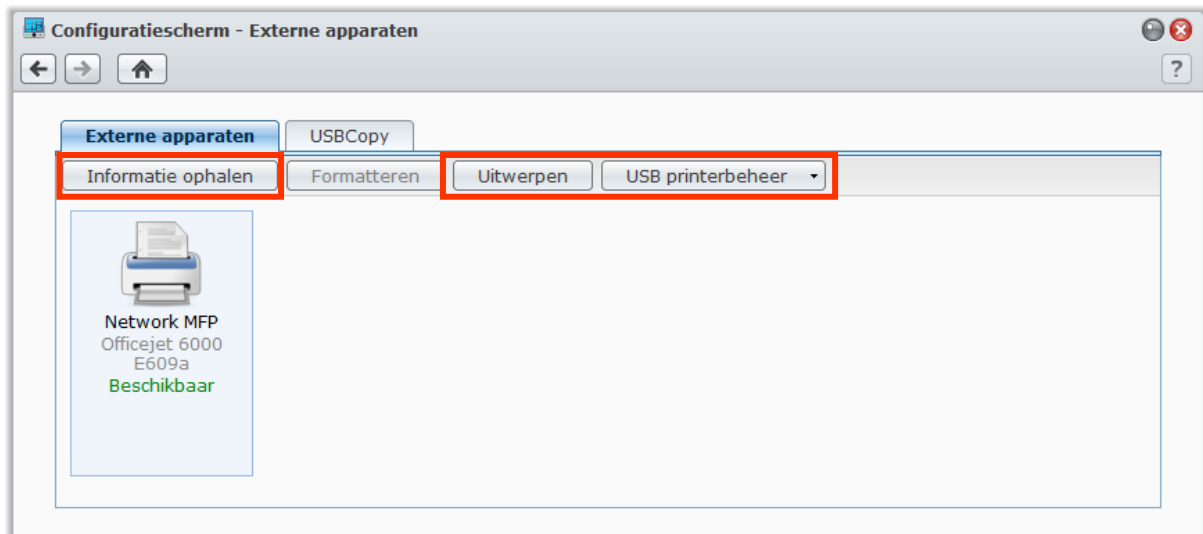 Configuratiescherm - Externe apparaten
?
Externe apparaten USBCopy
Informatie ophalen Formatteren Uitwerpen USB printerbeheer
Network MFP
Officejet 6000
E609a
Beschikbaar